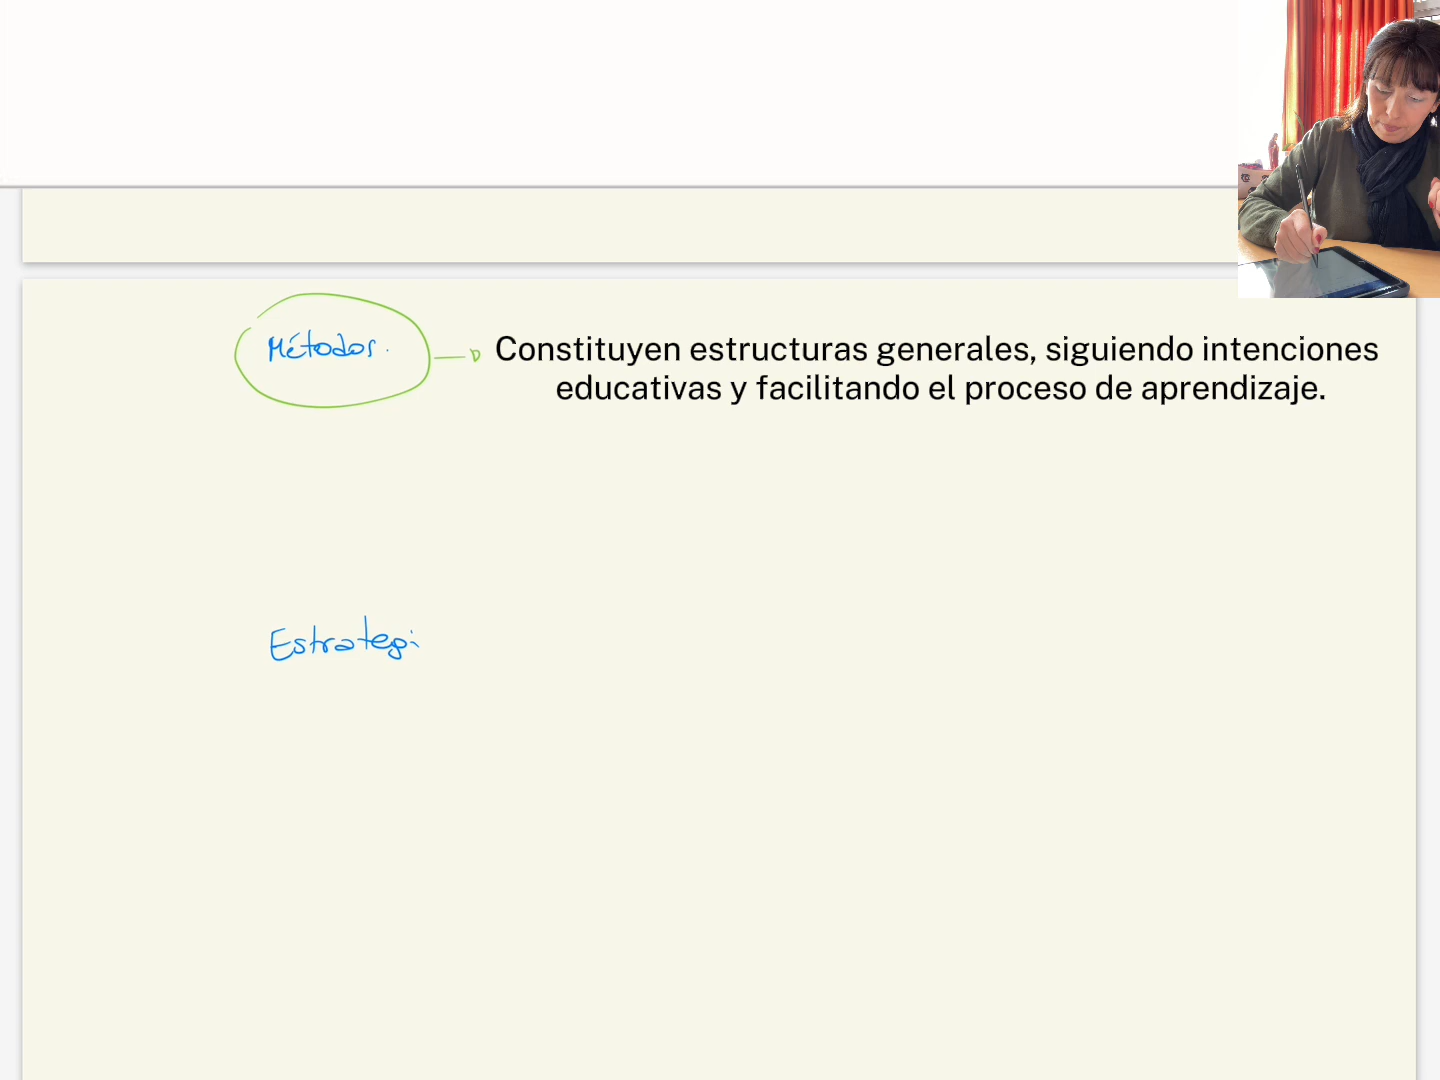 Métodos.
Constituyen estructuras generales, siguiendo intenciones
educativas y facilitando el proceso de aprendizaje.
Estrategi